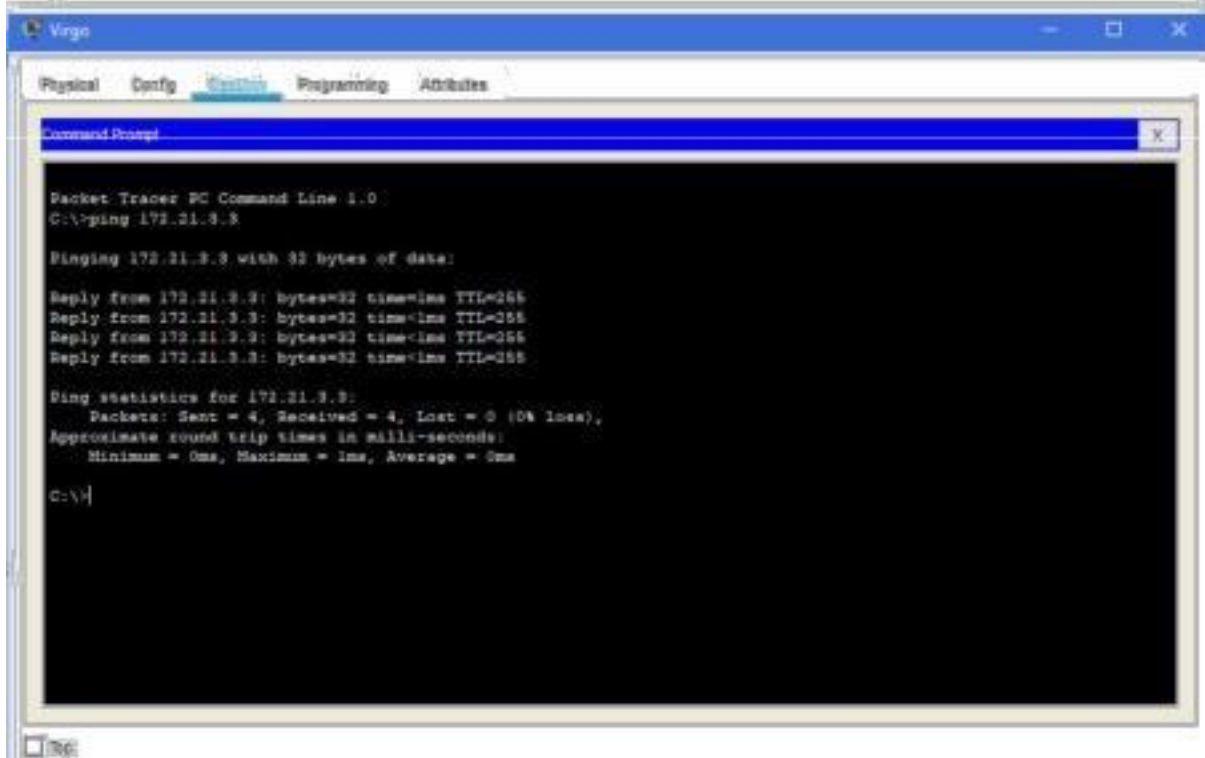 Virgo
Physical Config Desktop Programming Attributes
Command Prompt
X
Packet Tracer PC Command Line 1.0
C:\>ping 172.21.3.3
Pinging 172.21.3.3 with 32 bytes of data:
Reply from 172.21.3.3: bytes=32 time=1ms TTL=255
Reply from 172.21.3.3: bytes=32 time<1ms TTL=255
Reply from 172.21.3.3: bytes=32 time<1ms TTL=255
Reply from 172.21.3.3: bytes=32 time<1ms TTL=255
Ping statistics for 172.21.3.3:
Packets: Sent = 4, Received = 4, Lost = 0 (0% loss),
Approximate round trip times in milli-seconds:
Minimum = 0ms, Maximum = 1ms, Average = 0ms
C:\>
Top